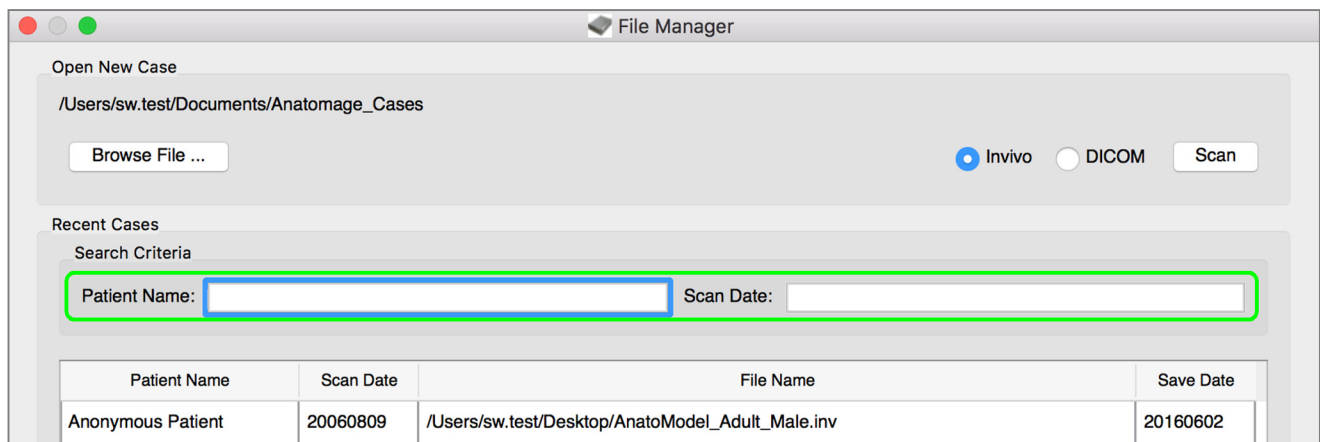 File Manager
Open New Case
/Users/sw.test/Documents/Anatomage_Cases
Browse File ... Invivo DICOM Scan
Recent Cases
Search Criteria
Patient Name: Scan Date:
Patient Name Scan Date File Name Save Date
Anonymous Patient 20060809 /Users/sw.test/Desktop/AnatoModel_Adult_Male.inv 20160602